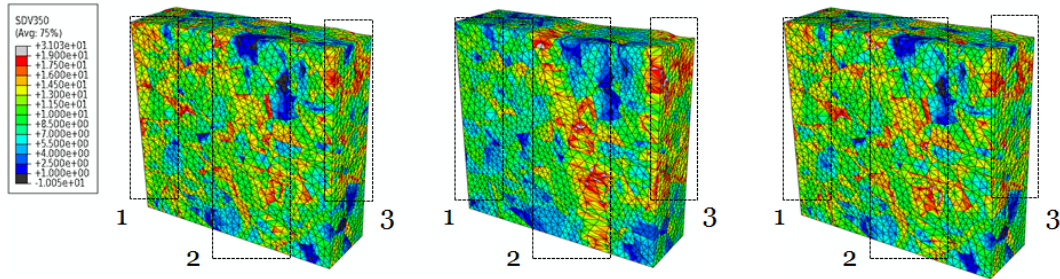 SDV350
(Avg: 75%)
+3.103e+01
+1.900e+01
+1.750e+01
+1.600e+01
+1.450e+01
+1.300e+01
+1.150e+01
+1.000e+01
+8.500e+00
+7.000e+00
+5.500e+00
+4.000e+00
+2.500e+00
+1.000e+00
-1.005e+01
1
2
3
1
2
3
1
2
3